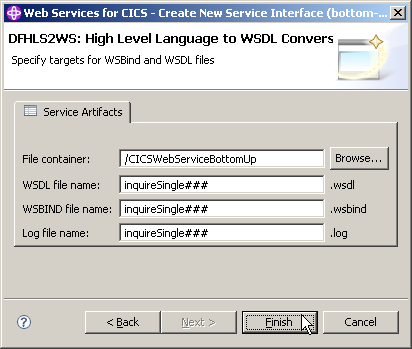 Web Services for CICS - Create New Service Interface (bottom-...
DFHLS2WS: High Level Language to WSDL Convers
Specify targets for WSBind and WSDL files
Service Artifacts
File container: /CICSWebServiceBottomUp Browse...
WSDL file name: inquireSingle### .wsdl
WSBIND file name: inquireSingle### .wsbind
Log file name: inquireSingle### .log
? < Back Next > Finish Cancel